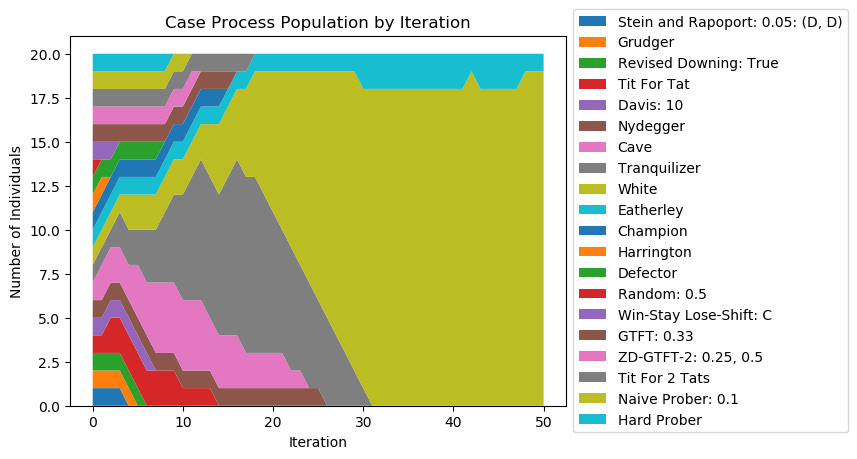 Case Process Population by Iteration
20.0
17.5
15.0
12.5
10.0
7.5
5.0
2.5
0.0
Number of Individuals
0
10
20
30
40
50
Iteration
Stein and Rapoport: 0.05: (D, D)
Grudger
Revised Downing: True
Tit For Tat
Davis: 10
Nydegger
Cave
Tranquilizer
White
Eatherley
Champion
Harrington
Defector
Random: 0.5
Win-Stay Lose-Shift: C
GTFT: 0.33
ZD-GTFT-2: 0.25, 0.5
Tit For 2 Tats
Naive Prober: 0.1
Hard Prober